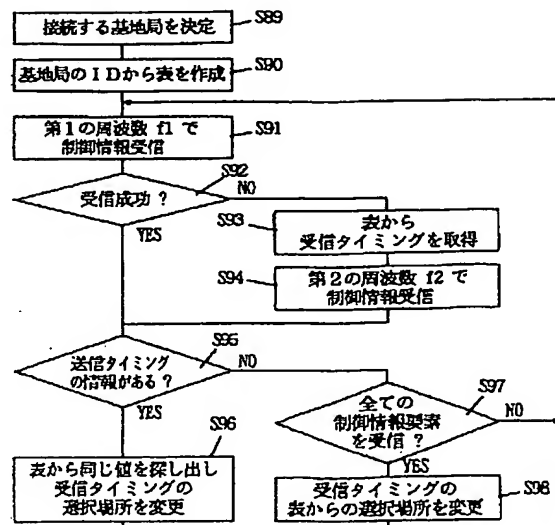 接続する基地局を決定
S89
基地局のＩＤから表を作成
S90
第１の周波数 f1 で
制御情報受信
S91
受信成功？
S92
NO
YES
S93
表から
受信タイミングを取得
S94
第２の周波数 f2 で
制御情報受信
送信タイミング
の情報がある？
S95
NO
YES
全ての
制御情報要素
を受信？
S97
NO
YES
S96
表から同じ値を探し出し
受信タイミングの
選択場所を変更
受信タイミングの
表からの選択場所を変更
S98